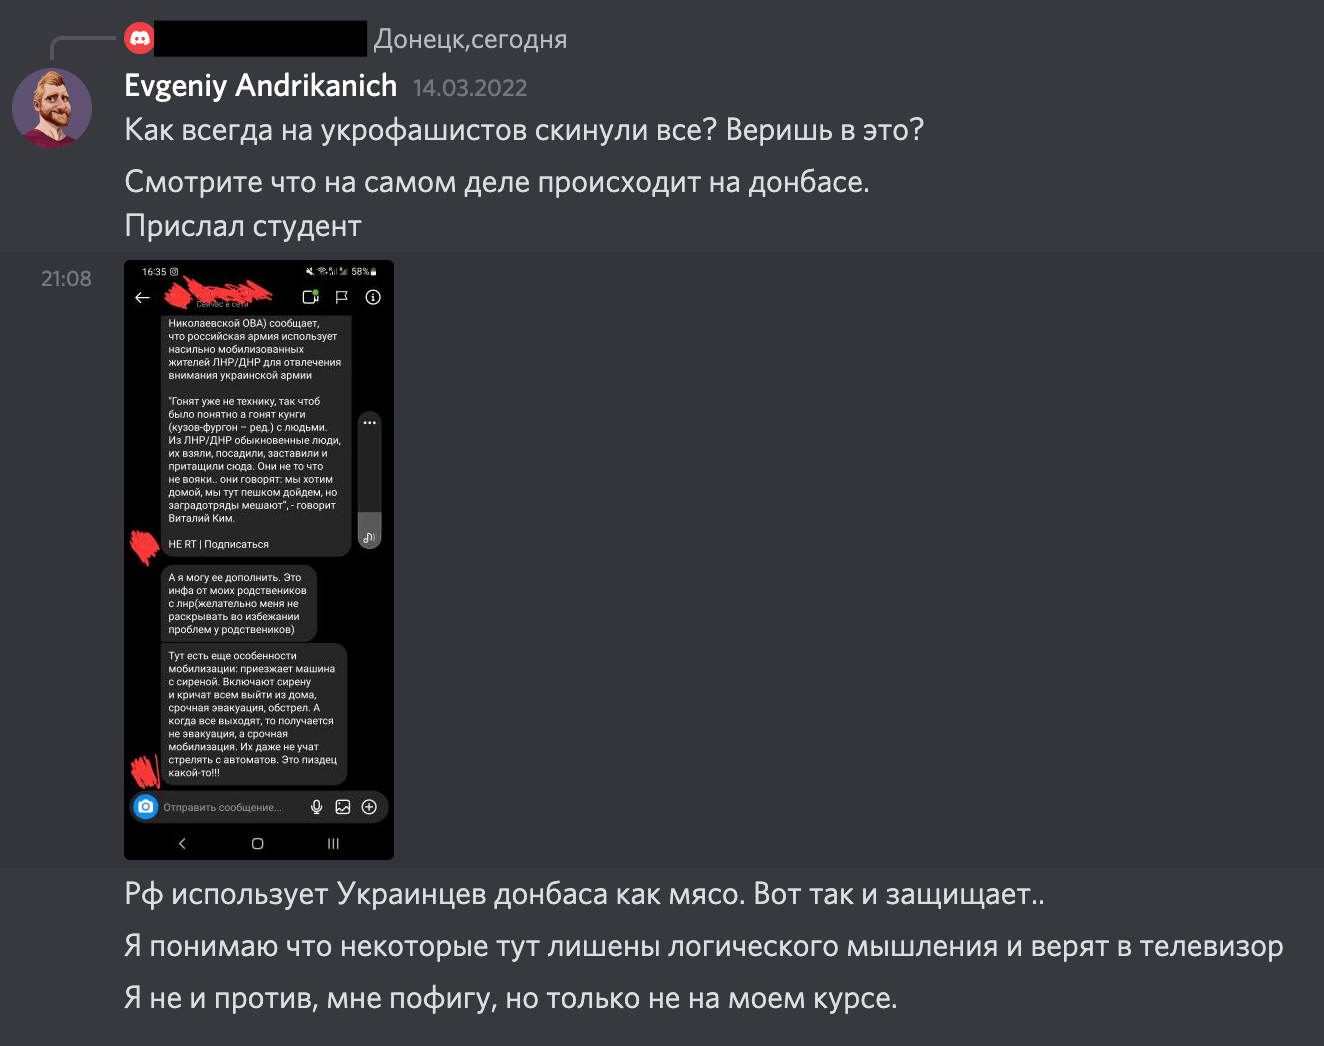 Донецк,сегодня
Evgeniy Andrikanich 14.03.2022
Как всегда на укрофашистов скинули все? Веришь в это?
Смотрите что на самом деле происходит на донбасе.
Прислал студент
21:08
16:35 58%
Сейчас в сети
Николаевской ОВА) сообщает,
что российская армия использует
насильно мобилизованных
жителей ЛНР/ДНР для отвлечения
внимания украинской армии
"Гонят уже не технику, так чтоб
было понятно а гонят кунги
(кузов-фургон – ред.) с людьми.
Из ЛНР/ДНР обыкновенные люди,
их взяли, посадили, заставили и
притащили сюда. Они не то что
не вояки.. они говорят: мы хотим
домой, мы тут пешком дойдем, но
заградотряды мешают", - говорит
Виталий Ким.
НЕ RT | Подписаться
А я могу ее дополнить. Это
инфа от моих родствеников
с лнр(желательно меня не
раскрывать во избежании
проблем у родствеников)
Тут есть еще особенности
мобилизации: приезжает машина
с сиреной. Включают сирену
и кричат всем выйти из дома,
срочная эвакуация, обстрел. А
когда все выходят, то получается
не эвакуация, а срочная
мобилизация. Их даже не учат
стрелять с автоматов. Это пиздец
какой-то!!!
Отправить сообщение...
Рф использует Украинцев донбаса как мясо. Вот так и защищает..
Я понимаю что некоторые тут лишены логического мышления и верят в телевизор
Я не и против, мне пофигу, но только не на моем курсе.